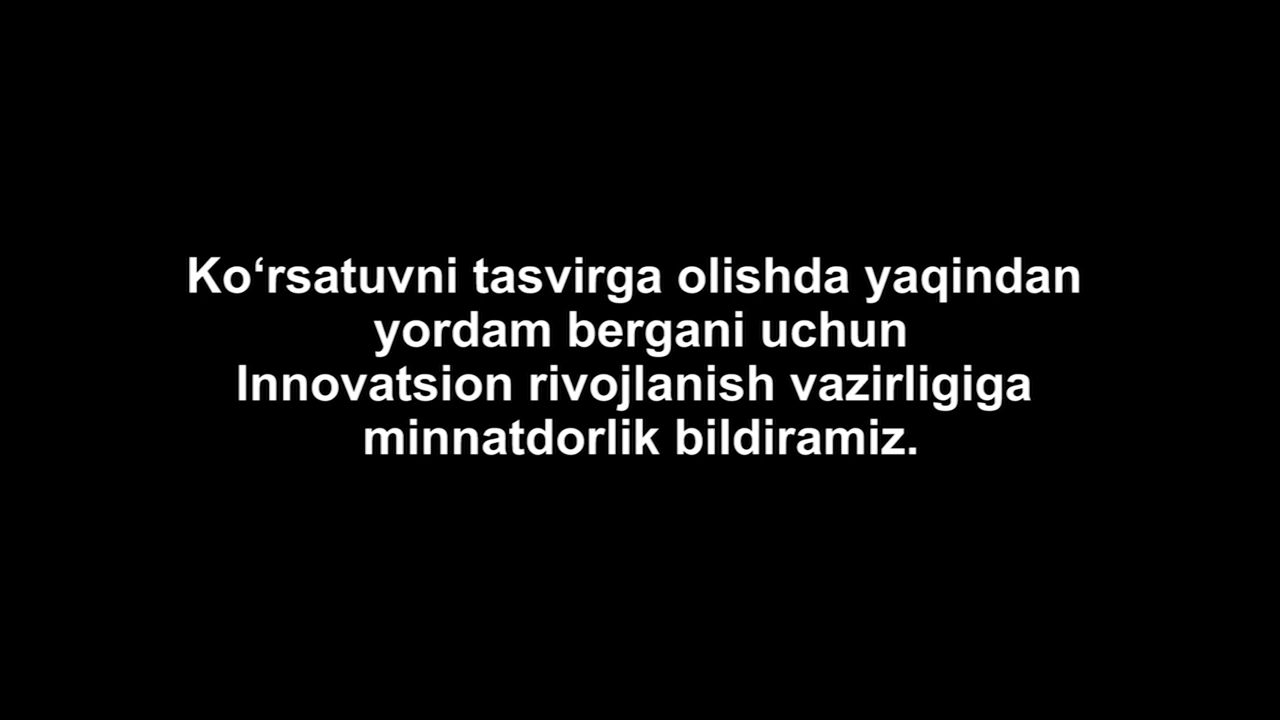 Ko‘rsatuvni tasvirga olishda yaqindan
yordam bergani uchun
Innovatsion rivojlanish vazirligiga
minnatdorlik bildiramiz.